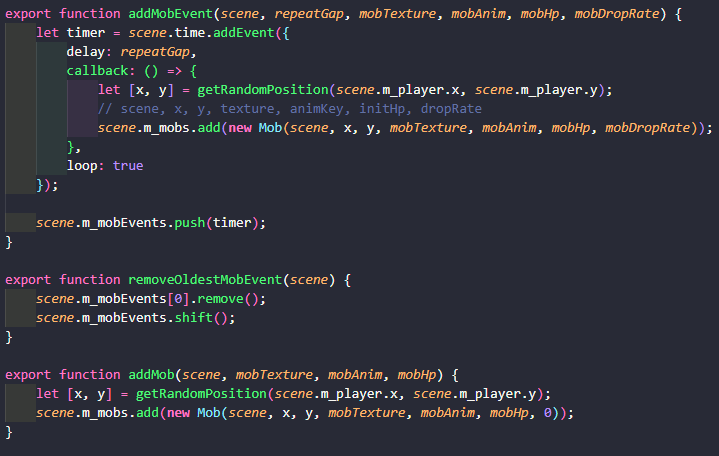 export function addMobEvent(scene, repeatGap, mobTexture, mobAnim, mobHp, mobDropRate) {
    let timer = scene.time.addEvent({
        delay: repeatGap,
        callback: () => {
            let [x, y] = getRandomPosition(scene.m_player.x, scene.m_player.y);
            // scene, x, y, texture, animKey, initHp, dropRate
            scene.m_mobs.add(new Mob(scene, x, y, mobTexture, mobAnim, mobHp, mobDropRate));
        },
        loop: true
    });

    scene.m_mobEvents.push(timer);
}

export function removeOldestMobEvent(scene) {
    scene.m_mobEvents[0].remove();
    scene.m_mobEvents.shift();
}

export function addMob(scene, mobTexture, mobAnim, mobHp) {
    let [x, y] = getRandomPosition(scene.m_player.x, scene.m_player.y);
    scene.m_mobs.add(new Mob(scene, x, y, mobTexture, mobAnim, mobHp, 0));
}